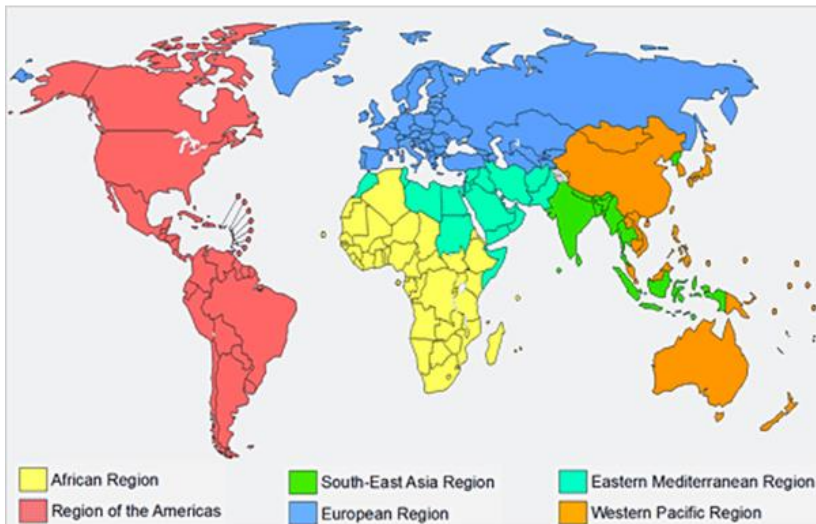 African Region
South-East Asia Region
Eastern Mediterranean Region
Region of the Americas
European Region
Western Pacific Region